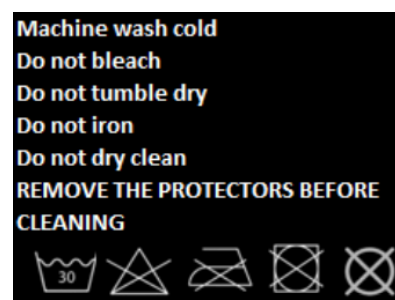 Machine wash cold
Do not bleach
Do not tumble dry
Do not iron
Do not dry clean
REMOVE THE PROTECTORS BEFORE
CLEANING
30